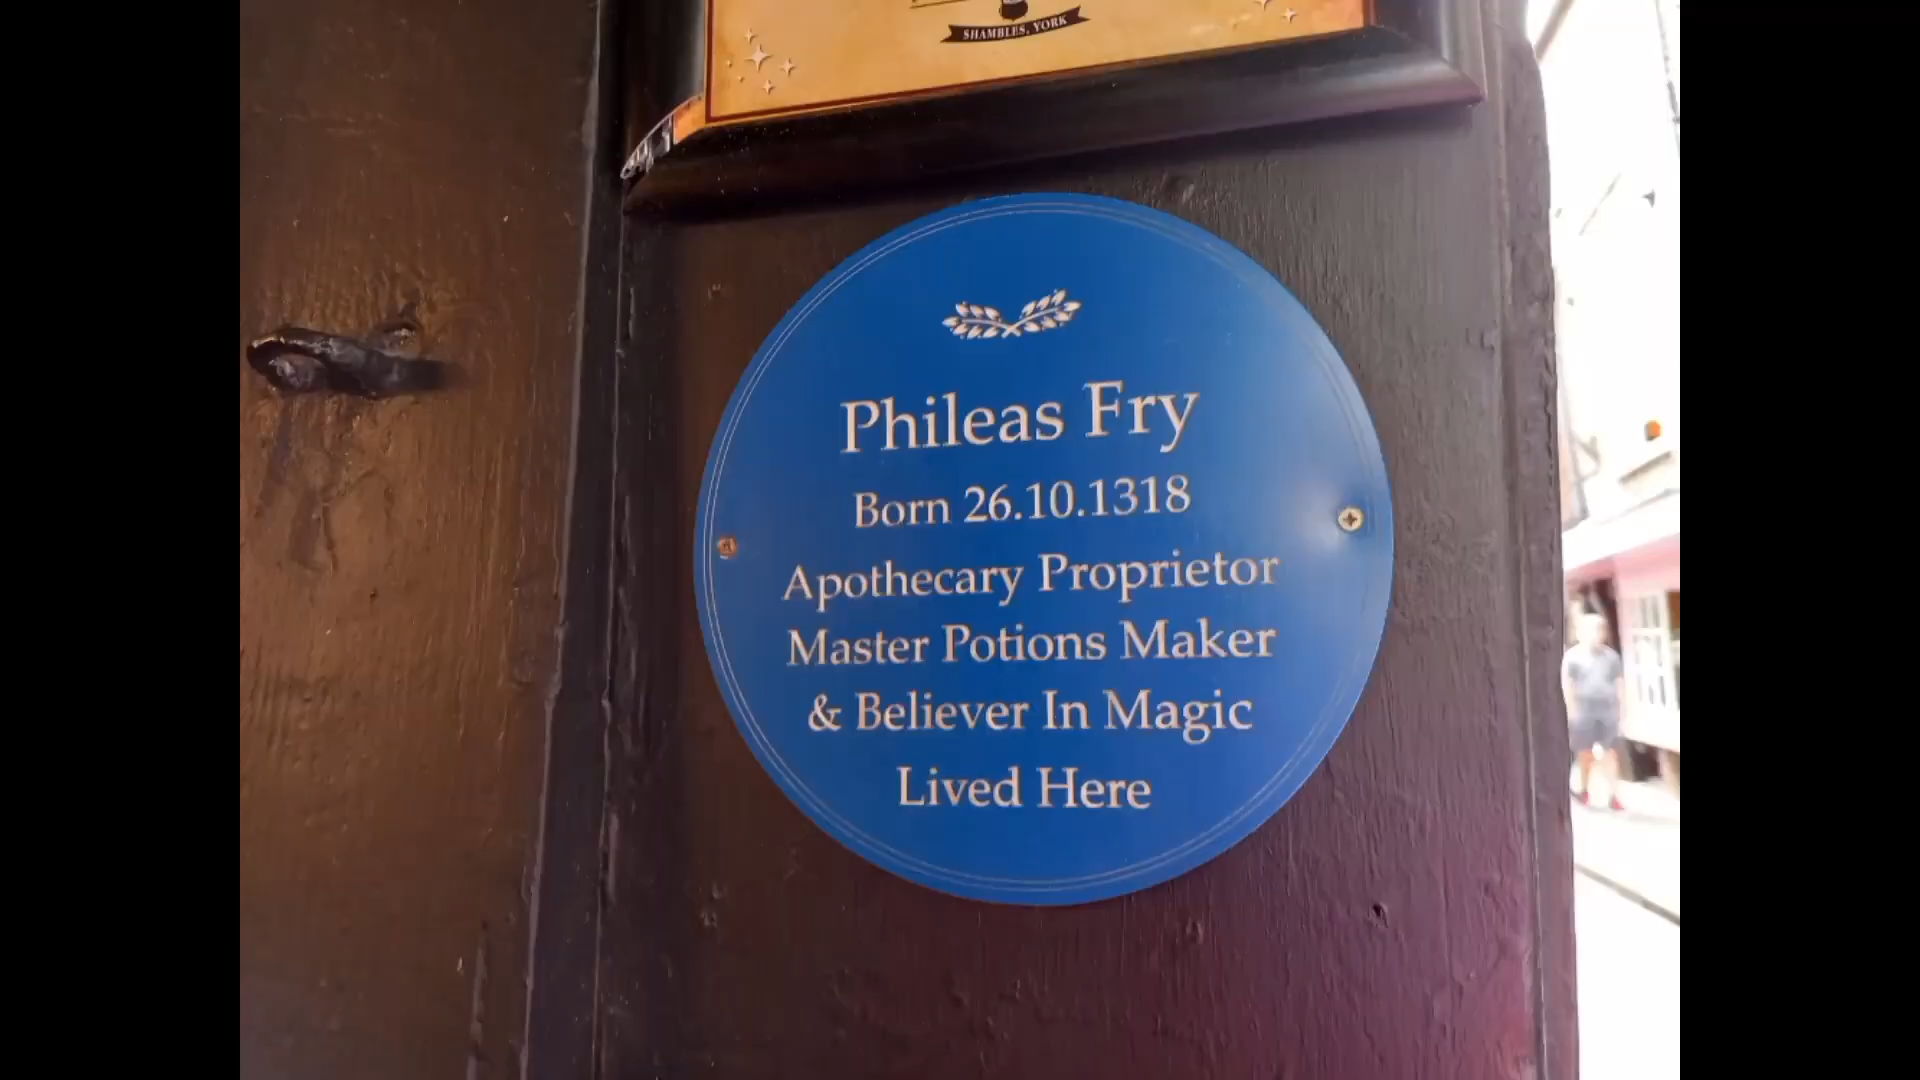 SHAMBLES, YORK
Phileas Fry
Born 26.10.1318
Apothecary Proprietor
Master Potions Maker
& Believer In Magic
Lived Here